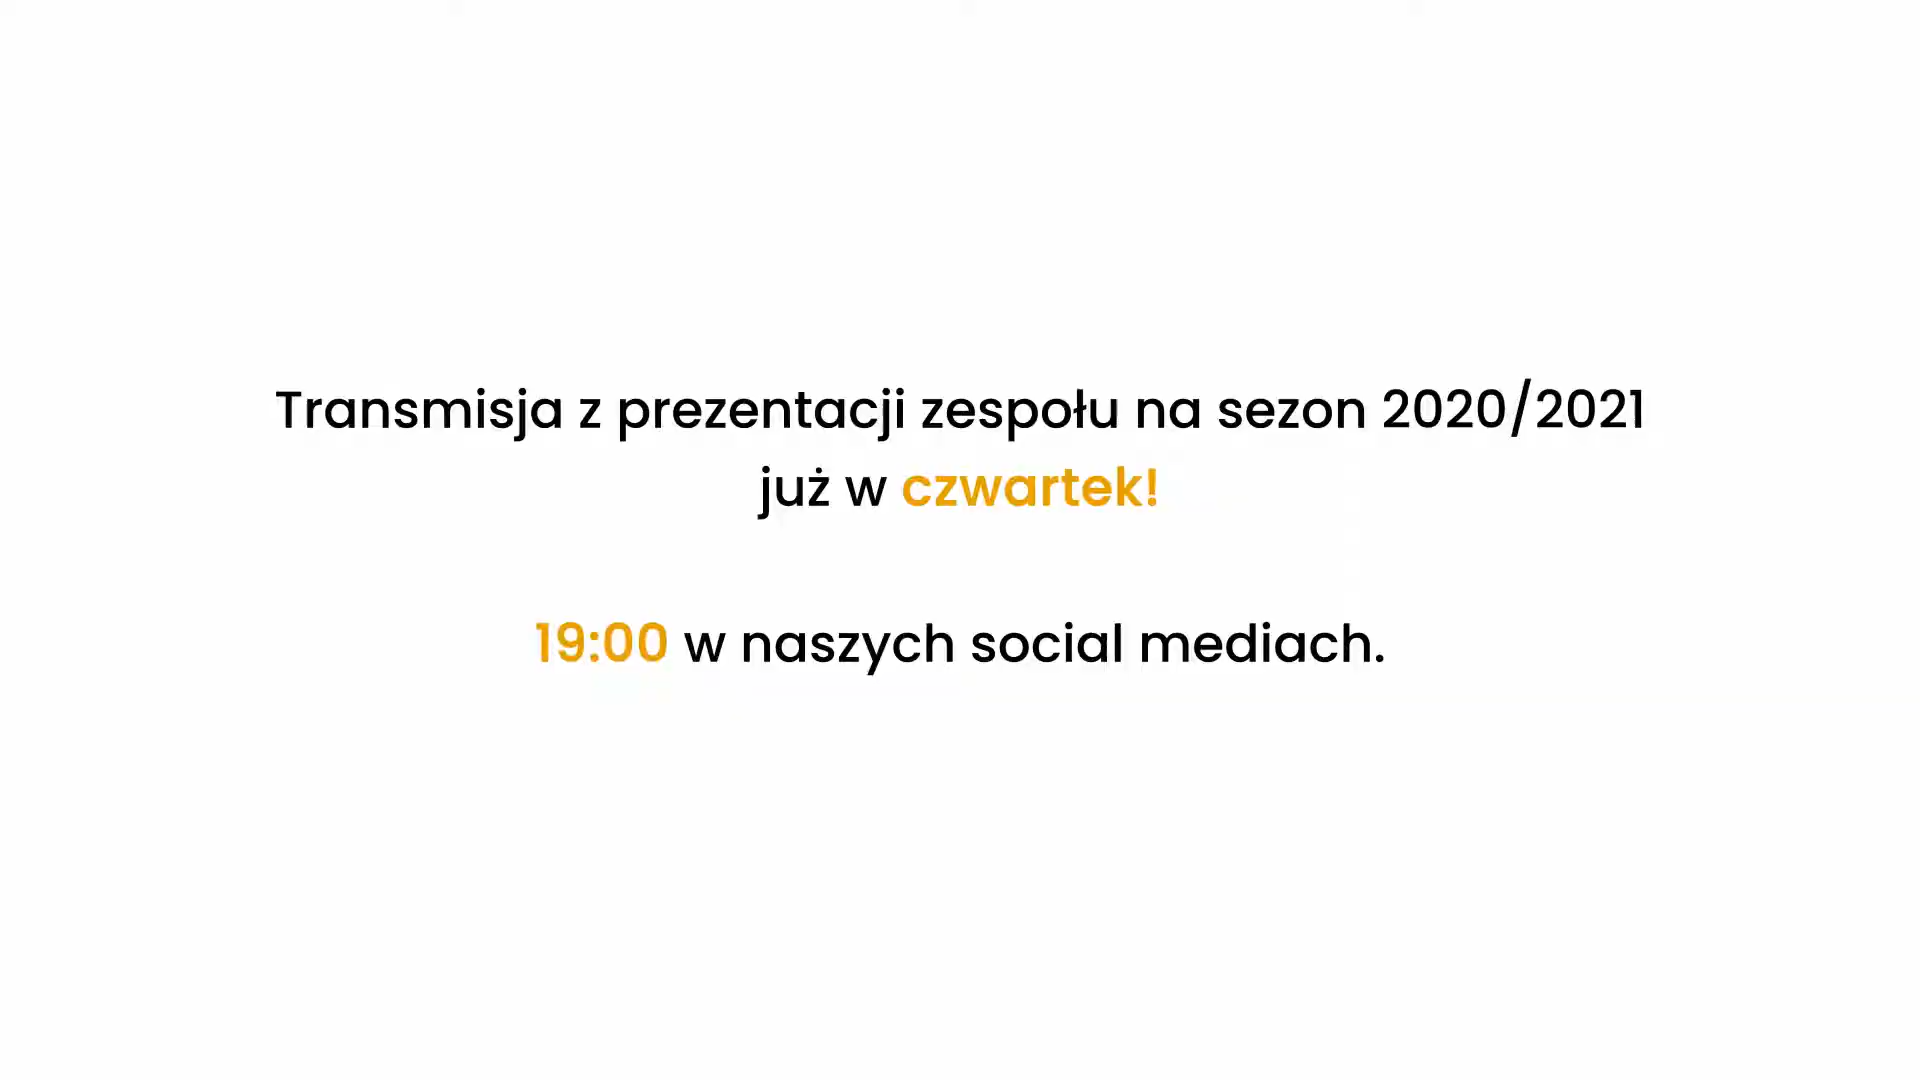 Transmisja z prezentacji zespołu na sezon 2020/2021
już w czwartek!
19:00 w naszych social mediach.